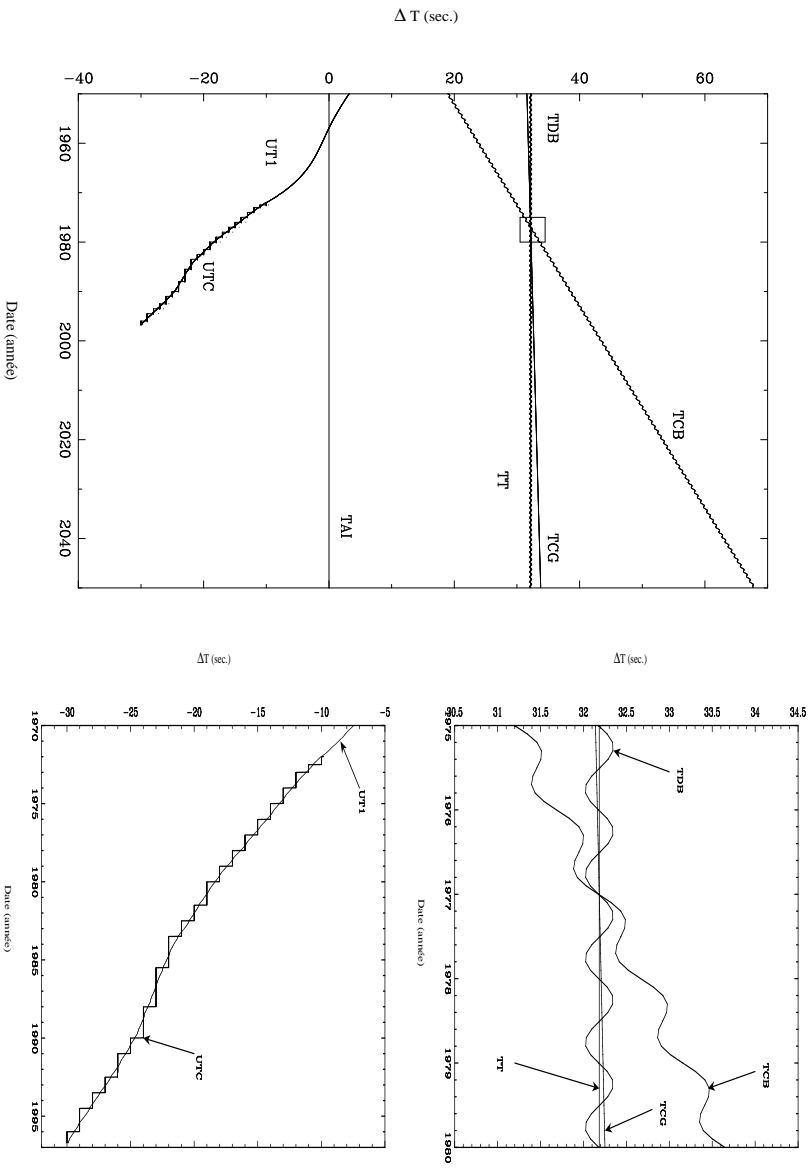 Δ T (sec.)
−40 −20 0 20 40 60
1960
1980
2000
2020
2040
Date (année)
UT1
UTC
TAI
TDB
TCB
TT
TCG
ΔT (sec.)
−30 −25 −20 −15 −10 −5
1970
1975
1980
1985
1990
1995
Date (année)
UT1
UTC
ΔT (sec.)
30.5 31 31.5 32 32.5 33 33.5 34 34.5
1975
1976
1977
1978
1979
1980
Date (année)
TDB
TT
TCB
TCG